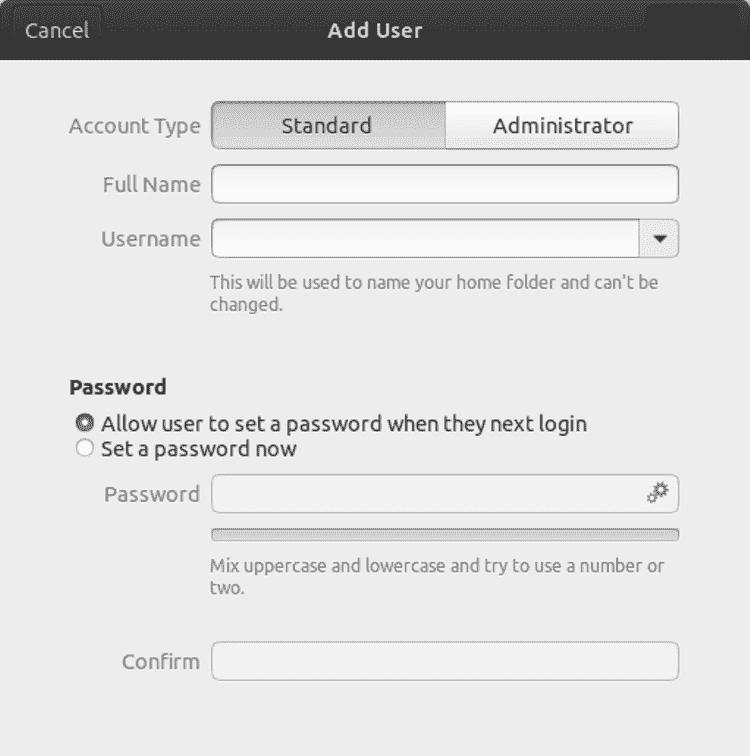 Cancel Add User
Account Type Standard Administrator
Full Name
Username
This will be used to name your home folder and can't be
changed.
Password
Allow user to set a password when they next login
Set a password now
Password
Mix uppercase and lowercase and try to use a number or
two.
Confirm